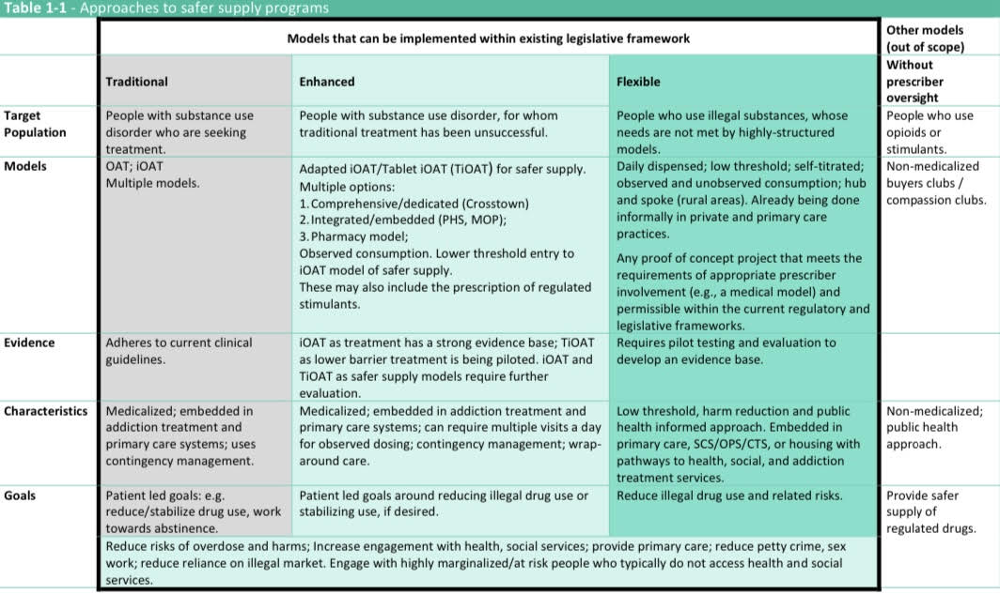 Table 1-1 - Approaches to safer supply programs
Models that can be implemented within existing legislative framework
Other models
(out of scope)
Traditional
Enhanced
Flexible
Without
prescriber
oversight
Target
Population
People with substance use
disorder who are seeking
treatment.
People with substance use disorder, for whom
traditional treatment has been unsuccessful.
People who use illegal substances, whose
needs are not met by highly-structured
models.
People who use
opioids or
stimulants.
Models
OAT; iOAT
Multiple models.
Adapted iOAT/Tablet iOAT (TiOAT) for safer supply.
Multiple options:
1. Comprehensive/dedicated (Crosstown)
2. Integrated/embedded (PHS, MOP);
3. Pharmacy model;
Observed consumption. Lower threshold entry to
iOAT model of safer supply.
These may also include the prescription of regulated
stimulants.
Daily dispensed; low threshold; self-titrated;
observed and unobserved consumption; hub
and spoke (rural areas). Already being done
informally in private and primary care
practices.
Any proof of concept project that meets the
requirements of appropriate prescriber
involvement (e.g., a medical model) and
permissible within the current regulatory and
legislative frameworks.
Non-medicalized
buyers clubs /
compassion clubs.
Evidence
Adheres to current clinical
guidelines.
iOAT as treatment has a strong evidence base; TiOAT
as lower barrier treatment is being piloted. iOAT and
TiOAT as safer supply models require further
evaluation.
Requires pilot testing and evaluation to
develop an evidence base.
Characteristics
Medicalized; embedded in
addiction treatment and
primary care systems; uses
contingency management.
Medicalized; embedded in addiction treatment and
primary care systems; can require multiple visits a day
for observed dosing; contingency management; wrap-
around care.
Low threshold, harm reduction and public
health informed approach. Embedded in
primary care, SCS/OPS/CTS, or housing with
pathways to health, social, and addiction
treatment services.
Non-medicalized;
public health
approach.
Goals
Patient led goals: e.g.
reduce/stabilize drug use, work
towards abstinence.
Patient led goals around reducing illegal drug use or
stabilizing use, if desired.
Reduce illegal drug use and related risks.
Provide safer
supply of
regulated drugs.
Reduce risks of overdose and harms; Increase engagement with health, social services; provide primary care; reduce petty crime, sex
work; reduce reliance on illegal market. Engage with highly marginalized/at risk people who typically do not access health and social
services.